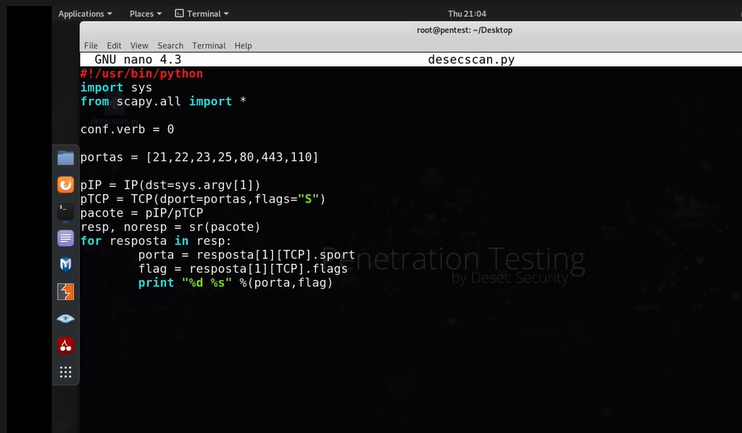 Applications Places Terminal Thu 21:04
root@pentest: ~/Desktop
File Edit View Search Terminal Help
GNU nano 4.3 desecscan.py
#!/usr/bin/python
import sys
from scapy.all import *
conf.verb = 0
portas = [21,22,23,25,80,443,110]
pIP = IP(dst=sys.argv[1])
pTCP = TCP(dport=portas,flags="S")
pacote = pIP/pTCP
resp, noresp = sr(pacote)
for resposta in resp:
porta = resposta[1][TCP].sport
flag = resposta[1][TCP].flags
print "%d %s" %(porta,flag)
Penetration Testing
by Desec Security